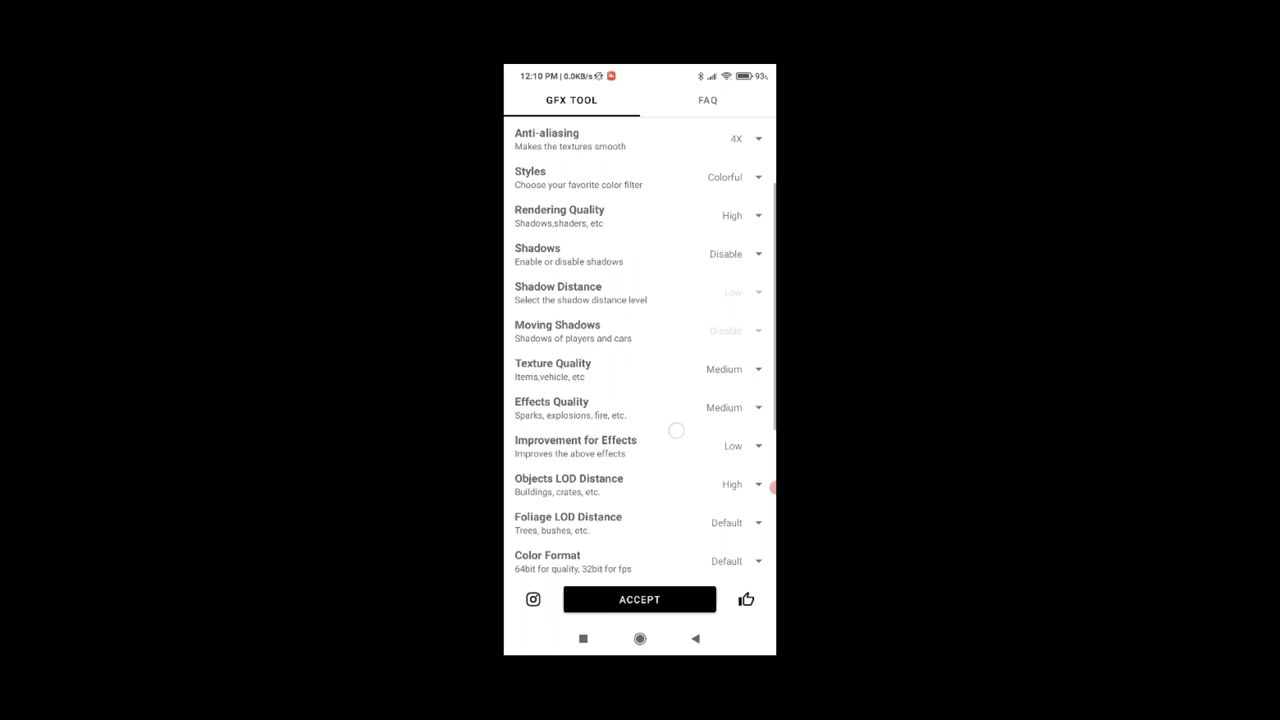 12:10 PM | 0.0KB/s 93%
GFX TOOL FAQ
Anti-aliasing
Makes the textures smooth
4X
Styles
Choose your favorite color filter
Colorful
Rendering Quality
Shadows,shaders, etc
High
Shadows
Enable or disable shadows
Disable
Shadow Distance
Select the shadow distance level
Low
Moving Shadows
Shadows of players and cars
Disable
Texture Quality
Items,vehicle, etc
Medium
Effects Quality
Sparks, explosions, fire, etc.
Medium
Improvement for Effects
Improves the above effects
Low
Objects LOD Distance
Buildings, crates, etc.
High
Foliage LOD Distance
Trees, bushes, etc.
Default
Color Format
64bit for quality, 32bit for fps
Default
ACCEPT